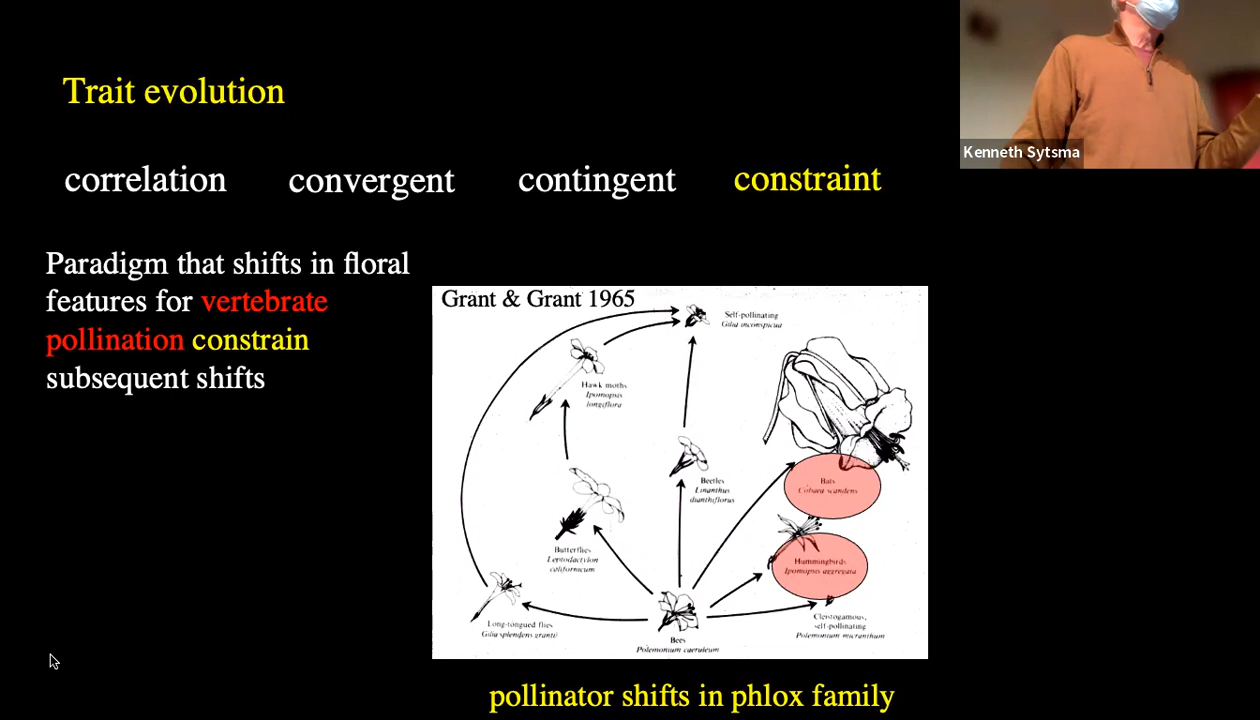 Trait evolution
Kenneth Sytsma
correlation convergent contingent constraint
Paradigm that shifts in floral
features for vertebrate
pollination constrain
subsequent shifts
Grant & Grant 1965
Self-pollinating
Gilia inconspicua
Hawk moths
Ipomopsis
longiflora
Beetles
Linanthus
dianthiflorus
Bats
Cobaea scandens
Butterflies
Leptodactylon
californicum
Hummingbirds
Ipomopsis aggregata
Long-tongued flies
Gilia splendens grantii
Bees
Polemonium caeruleum
Cleistogamous,
self-pollinating
Polemonium micranthum
pollinator shifts in phlox family